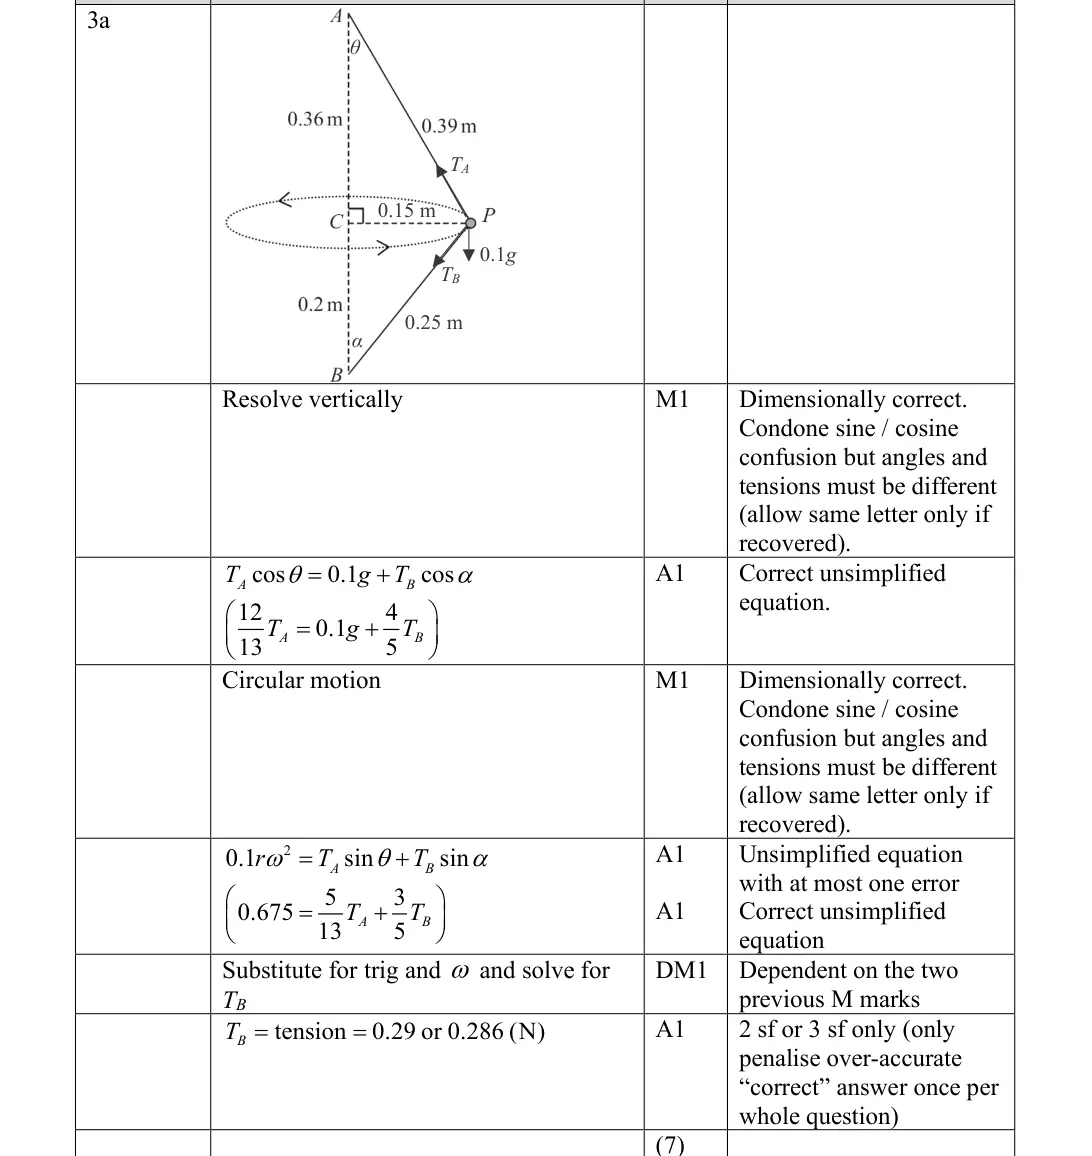 3a
A
θ
0.36 m
0.39 m
T_A
C
0.15 m
P
0.1g
T_B
0.2 m
0.25 m
α
B
Resolve vertically
M1
Dimensionally correct.
Condone sine / cosine
confusion but angles and
tensions must be different
(allow same letter only if
recovered).
T_A cos θ = 0.1g + T_B cos α
(12/13 T_A = 0.1g + 4/5 T_B)
A1
Correct unsimplified
equation.
Circular motion
M1
Dimensionally correct.
Condone sine / cosine
confusion but angles and
tensions must be different
(allow same letter only if
recovered).
0.1rω² = T_A sin θ + T_B sin α
(0.675 = 5/13 T_A + 3/5 T_B)
A1
Unsimplified equation
with at most one error
A1
Correct unsimplified
equation
Substitute for trig and ω and solve for
T_B
DM1
Dependent on the two
previous M marks
T_B = tension = 0.29 or 0.286 (N)
A1
2 sf or 3 sf only (only
penalise over-accurate
“correct” answer once per
whole question)
(7)